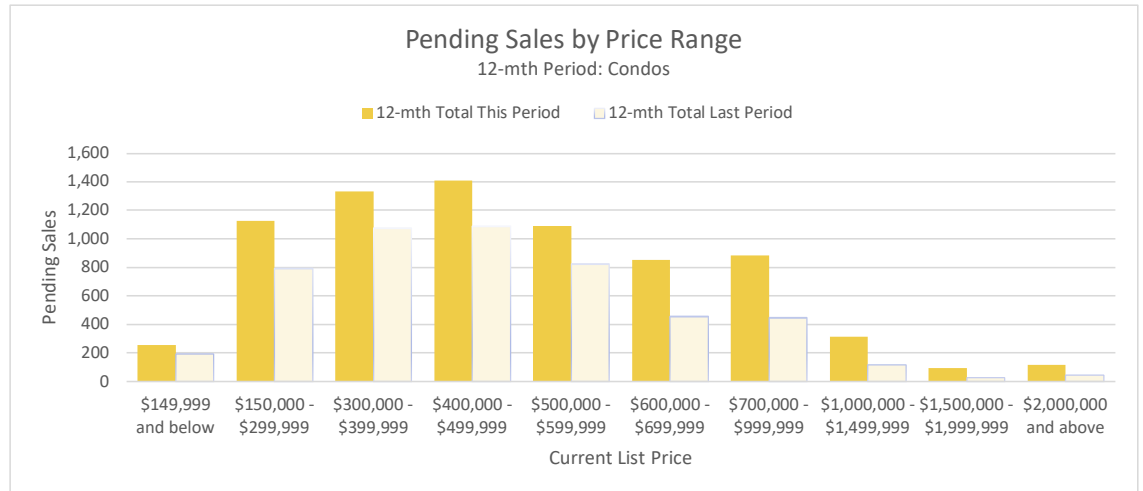 Pending Sales by Price Range
12-mth Period: Condos
12-mth Total This Period 12-mth Total Last Period
1,600
1,400
1,200
1,000
800
600
400
200
0
Pending Sales
$149,999 $150,000 - $300,000 - $400,000 - $500,000 - $600,000 - $700,000 - $1,000,000 - $1,500,000 - $2,000,000
and below $299,999 $399,999 $499,999 $599,999 $699,999 $999,999 $1,499,999 $1,999,999 and above
Current List Price